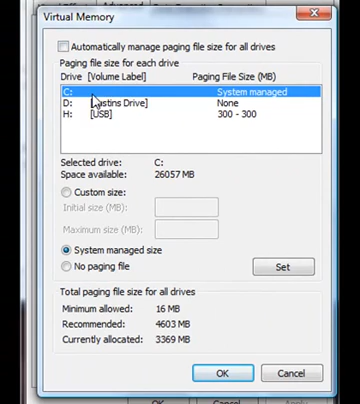 Virtual Memory
Automatically manage paging file size for all drives
Paging file size for each drive
Drive [Volume Label] Paging File Size (MB)
C: System managed
D: None
H: [USB] 300 - 300
Selected drive: C:
Space available: 26057 MB
Custom size:
Initial size (MB):
Maximum size (MB):
System managed size
No paging file Set
Total paging file size for all drives
Minimum allowed: 16 MB
Recommended: 4603 MB
Currently allocated: 3369 MB
OK Cancel